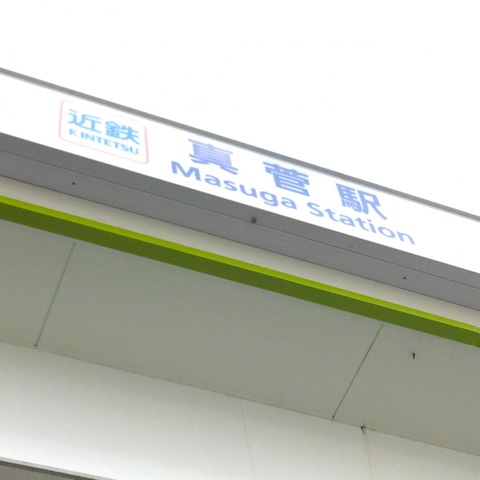 近鉄
KINTETSU
真菅駅
Masuga Station